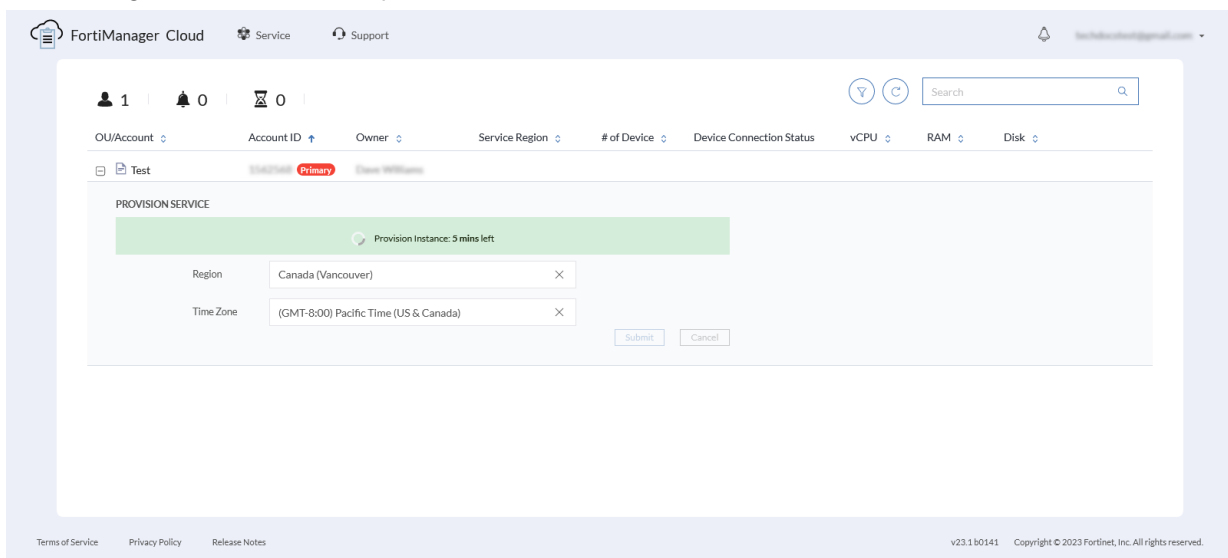 FortiManager Cloud Service Support
1 0 0 Search
OU/Account Account ID Owner Service Region # of Device Device Connection Status vCPU RAM Disk
Test Primary
PROVISION SERVICE
Provision Instance: 5 mins left
Region Canada (Vancouver)
Time Zone (GMT-8:00) Pacific Time (US & Canada)
Submit Cancel
Terms of Service Privacy Policy Release Notes v23.1 b0141 Copyright © 2023 Fortinet, Inc. All rights reserved.